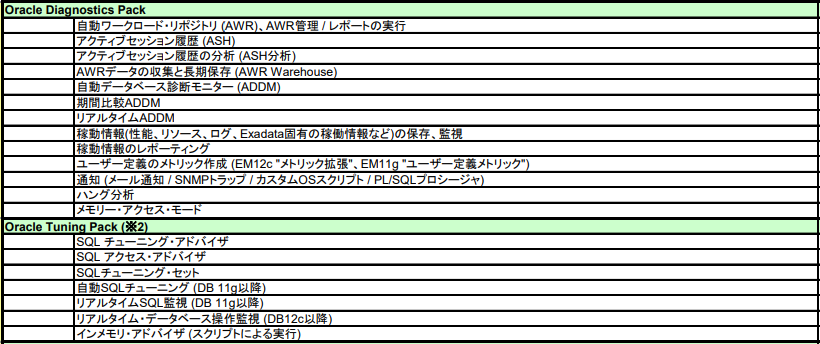 Oracle Diagnostics Pack
自動ワークロード・リポジトリ (AWR)、AWR管理 / レポートの実行
アクティブセッション履歴 (ASH)
アクティブセッション履歴の分析 (ASH分析)
AWRデータの収集と長期保存 (AWR Warehouse)
自動データベース診断モニター (ADDM)
期間比較ADDM
リアルタイムADDM
稼動情報(性能、リソース、ログ、Exadata固有の稼働情報など)の保存、監視
稼動情報のレポーティング
ユーザー定義のメトリック作成 (EM12c "メトリック拡張"、EM11g "ユーザー定義メトリック")
通知 (メール通知 / SNMPトラップ / カスタムOSスクリプト / PL/SQLプロシージャ)
ハング分析
メモリー・アクセス・モード
Oracle Tuning Pack (※2)
SQL チューニング・アドバイザ
SQL アクセス・アドバイザ
SQLチューニング・セット
自動SQLチューニング (DB 11g以降)
リアルタイムSQL監視 (DB 11g以降)
リアルタイム・データベース操作監視 (DB12c以降)
インメモリ・アドバイザ (スクリプトによる実行)